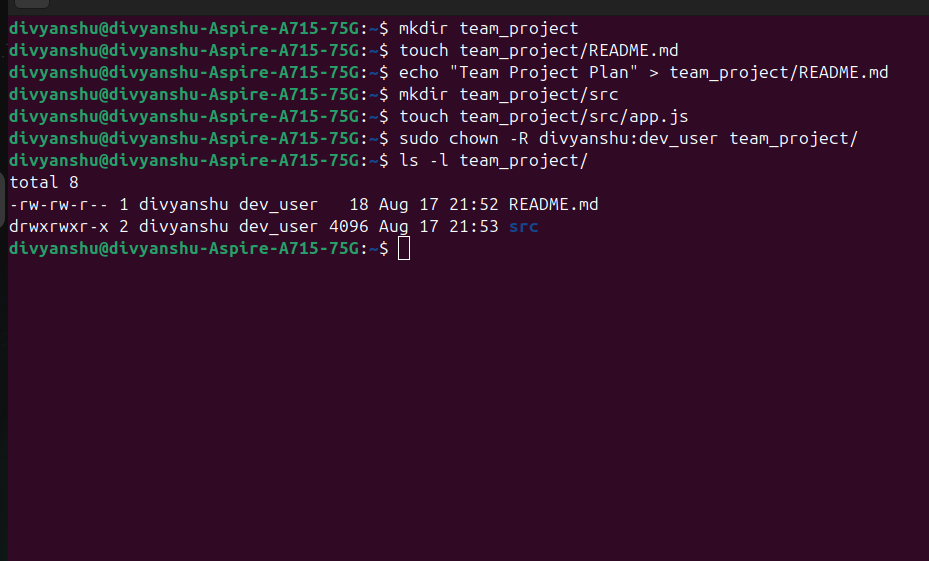 divyanshu@divyanshu-Aspire-A715-75G:~$ mkdir team_project
divyanshu@divyanshu-Aspire-A715-75G:~$ touch team_project/README.md
divyanshu@divyanshu-Aspire-A715-75G:~$ echo "Team Project Plan" > team_project/README.md
divyanshu@divyanshu-Aspire-A715-75G:~$ mkdir team_project/src
divyanshu@divyanshu-Aspire-A715-75G:~$ touch team_project/src/app.js
divyanshu@divyanshu-Aspire-A715-75G:~$ sudo chown -R divyanshu:dev_user team_project/
divyanshu@divyanshu-Aspire-A715-75G:~$ ls -l team_project/
total 8
-rw-rw-r-- 1 divyanshu dev_user   18 Aug 17 21:52 README.md
drwxrwxr-x 2 divyanshu dev_user 4096 Aug 17 21:53 src
divyanshu@divyanshu-Aspire-A715-75G:~$